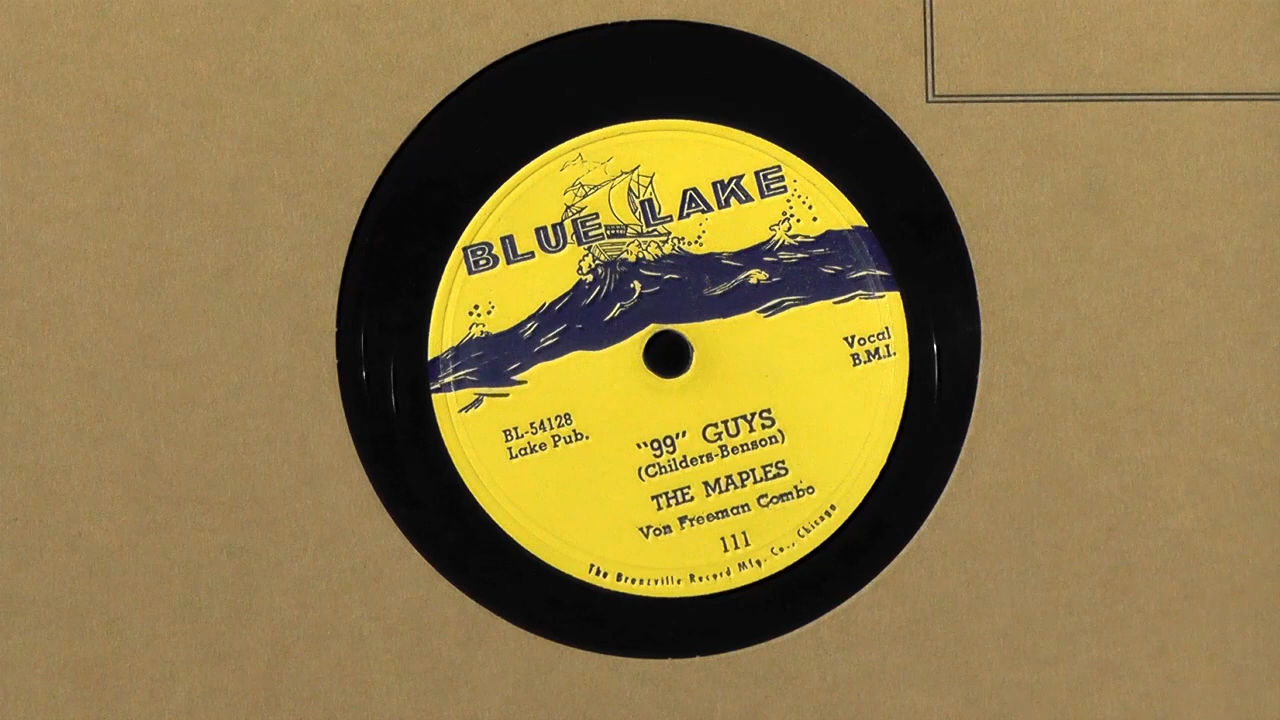 BLUE LAKE
Vocal
B.M.I.
BL-54128
Lake Pub.
"99" GUYS
(Childers-Benson)
THE MAPLES
Von Freeman Combo
111
The Bronzville Record Mfg. Co., Chicago